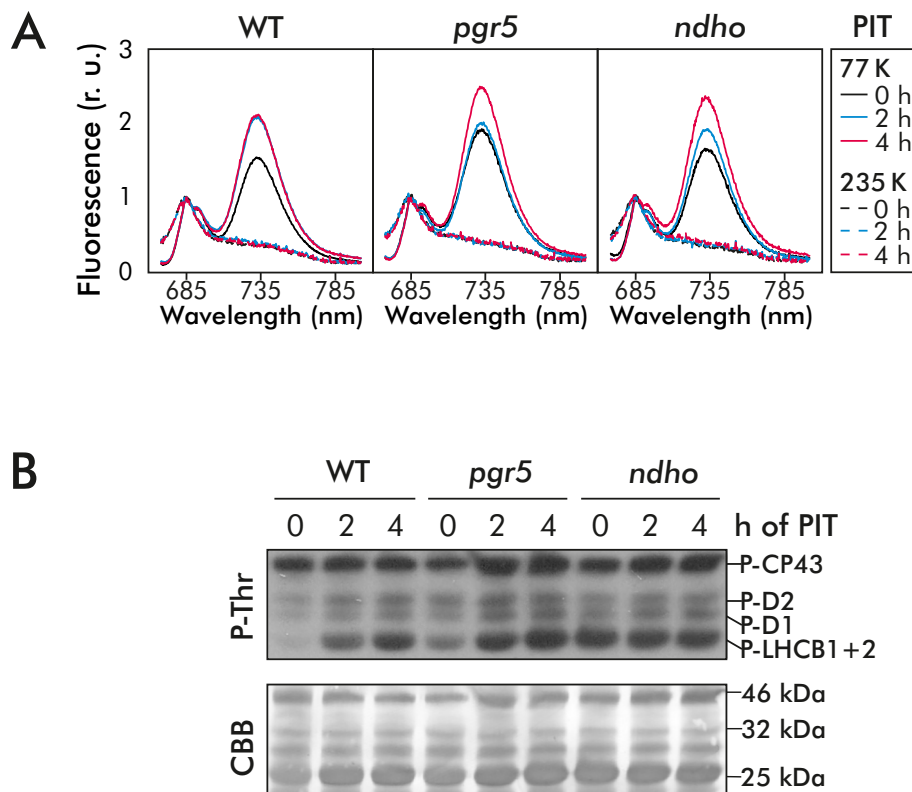 A
WT pgr5 ndho PIT
Fluorescence (r. u.)
3
2
1
0
685 735 785 685 735 785 685 735 785
Wavelength (nm) Wavelength (nm) Wavelength (nm)
77 K
0 h
2 h
4 h
235 K
0 h
2 h
4 h
B
WT pgr5 ndho
0 2 4 0 2 4 0 2 4 h of PIT
P-Thr
P-CP43
P-D2
P-D1
P-LHCB1+2
CBB
46 kDa
32 kDa
25 kDa